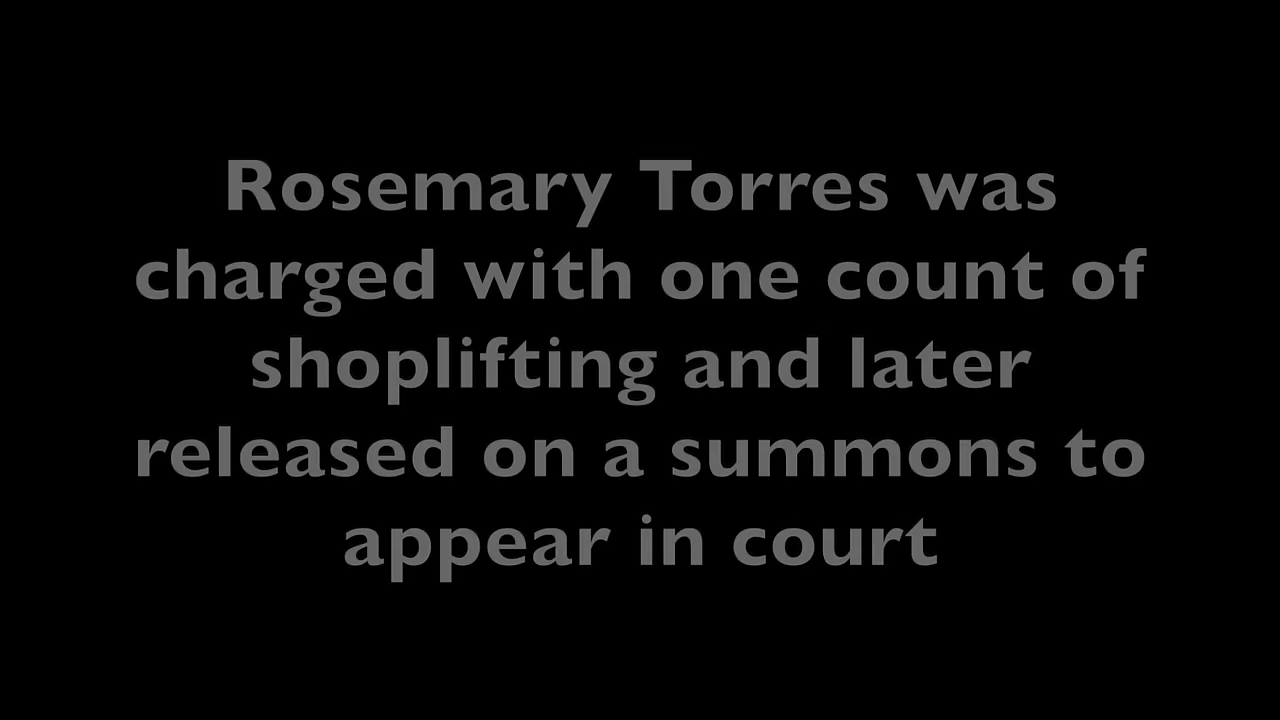 Rosemary Torres was
charged with one count of
shoplifting and later
released on a summons to
appear in court